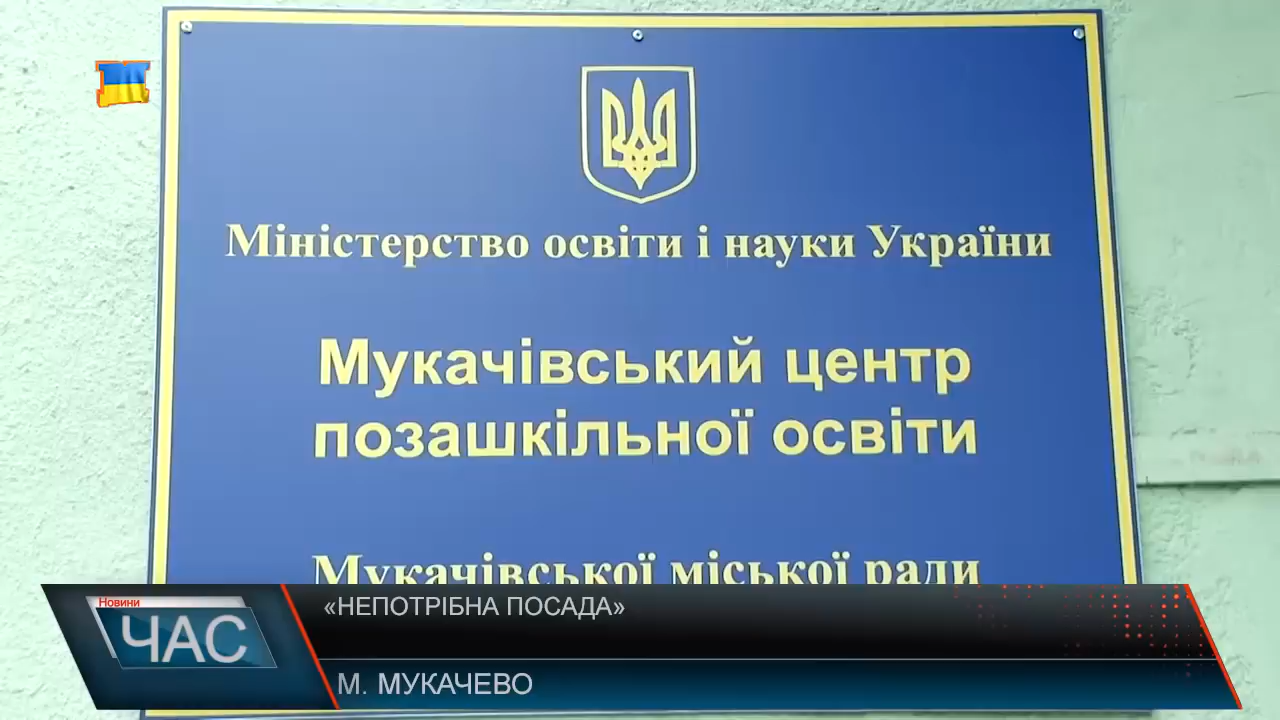 Міністерство освіти і науки України
Мукачівський центр
позашкільної освіти
Мукачівської міської ради
Новини
ЧАС
«НЕПОТРІБНА ПОСАДА»
М. МУКАЧЕВО